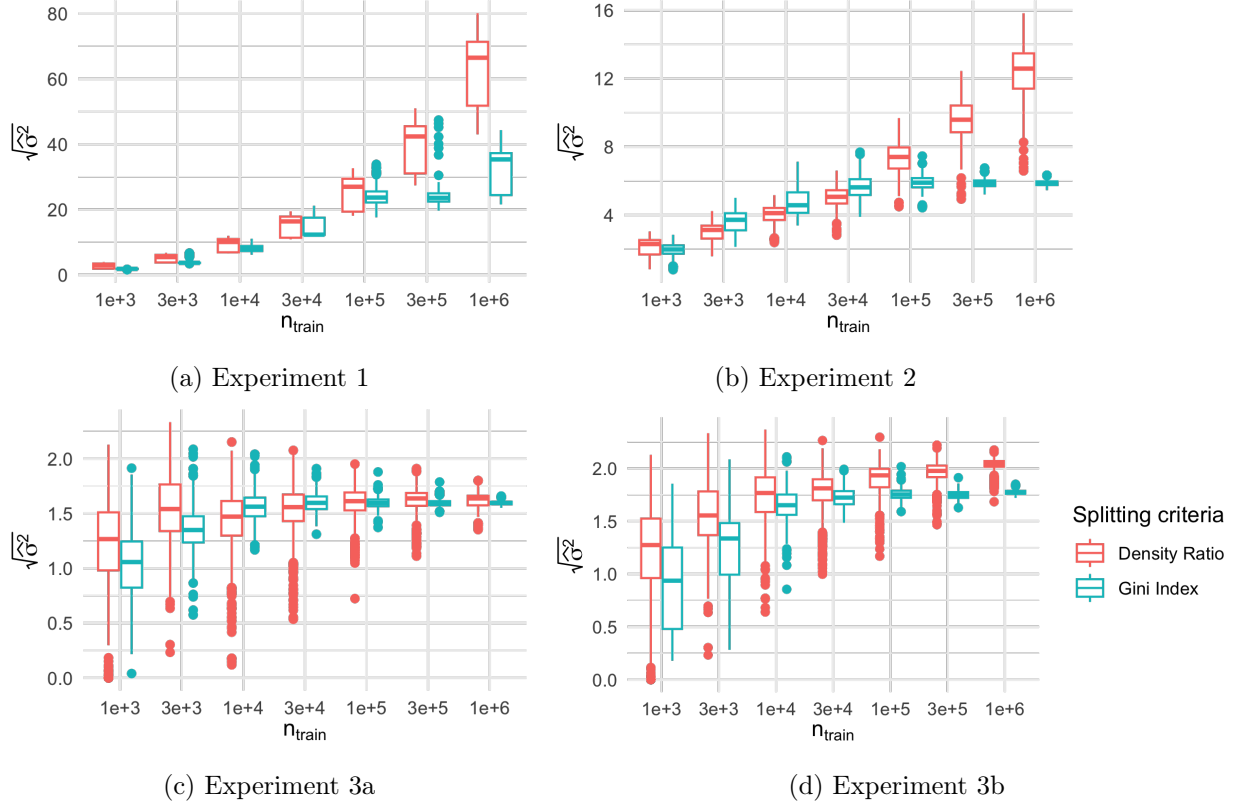 80
60
40
20
0
√σ̂²
1e+3 3e+3 1e+4 3e+4 1e+5 3e+5 1e+6
n_train
(a) Experiment 1
16
12
8
4
√σ̂²
1e+3 3e+3 1e+4 3e+4 1e+5 3e+5 1e+6
n_train
(b) Experiment 2
2.0
1.5
1.0
0.5
0.0
√σ̂²
1e+3 3e+3 1e+4 3e+4 1e+5 3e+5 1e+6
n_train
(c) Experiment 3a
2.0
1.5
1.0
0.5
0.0
√σ̂²
1e+3 3e+3 1e+4 3e+4 1e+5 3e+5 1e+6
n_train
(d) Experiment 3b
Splitting criteria
Density Ratio
Gini Index